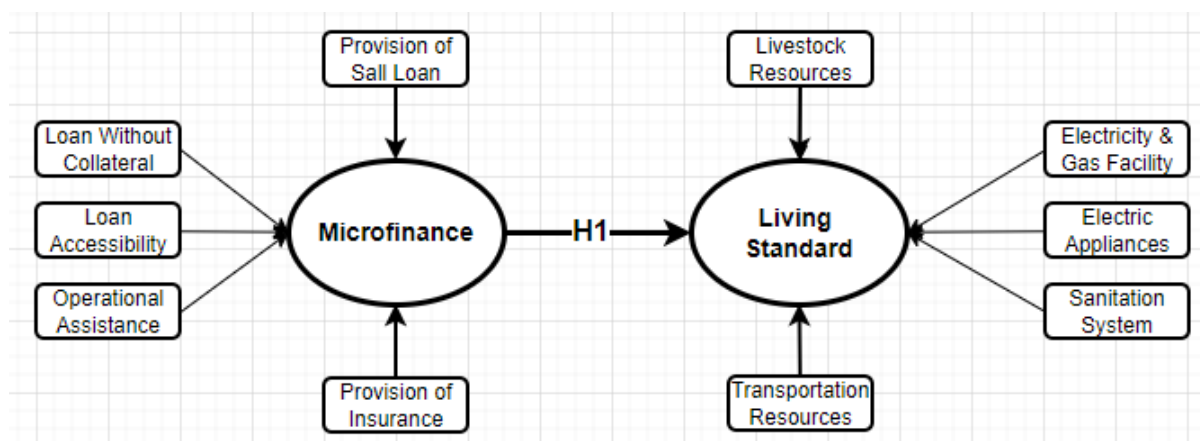 Provision of
Sall Loan
Livestock
Resources
Loan Without
Collateral
Electricity &
Gas Facility
Loan
Accessibility
Microfinance
H1
Living
Standard
Electric
Appliances
Operational
Assistance
Sanitation
System
Provision of
Insurance
Transportation
Resources